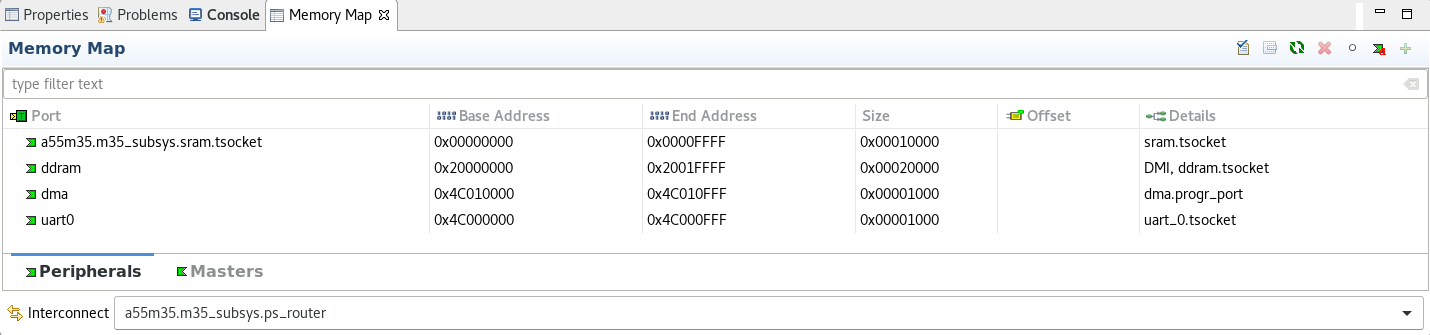 Properties Problems Console Memory Map
Memory Map
type filter text
Port Base Address End Address Size Offset Details
a55m35.m35_subsys.sram.tsocket 0x00000000 0x0000FFFF 0x00010000 sram.tsocket
ddram 0x20000000 0x2001FFFF 0x00020000 DMI, ddram.tsocket
dma 0x4C010000 0x4C010FFF 0x00001000 dma.progr_port
uart0 0x4C000000 0x4C000FFF 0x00001000 uart_0.tsocket
Peripherals Masters
Interconnect a55m35.m35_subsys.ps_router